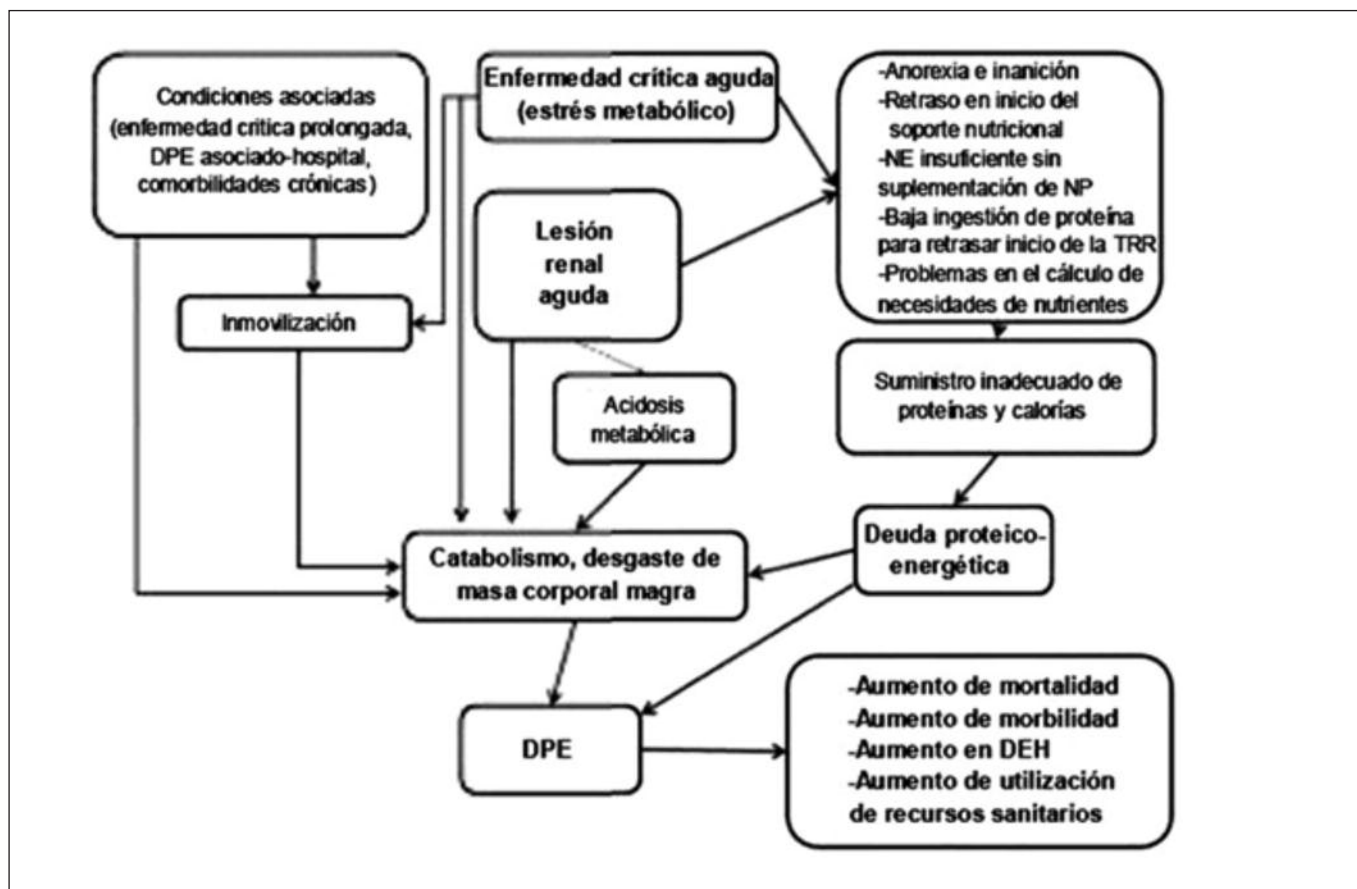 Condiciones asociadas
(enfermedad critica prolongada,
DPE asociado-hospital,
comorbilidades crónicas)
Enfermedad crítica aguda
(estrés metabólico)
-Anorexia e inanición
-Retraso en inicio del
soporte nutricional
-NE insuficiente sin
suplementación de NP
-Baja ingestión de proteína
para retrasar inicio de la TRR
-Problemas en el cálculo de
necesidades de nutrientes
Lesión
renal
aguda
Inmovilización
Suministro inadecuado de
proteínas y calorías
Acidosis
metabólica
Deuda proteico-
energética
Catabolismo, desgaste de
masa corporal magra
DPE
-Aumento de mortalidad
-Aumento de morbilidad
-Aumento en DEH
-Aumento de utilización
de recursos sanitarios